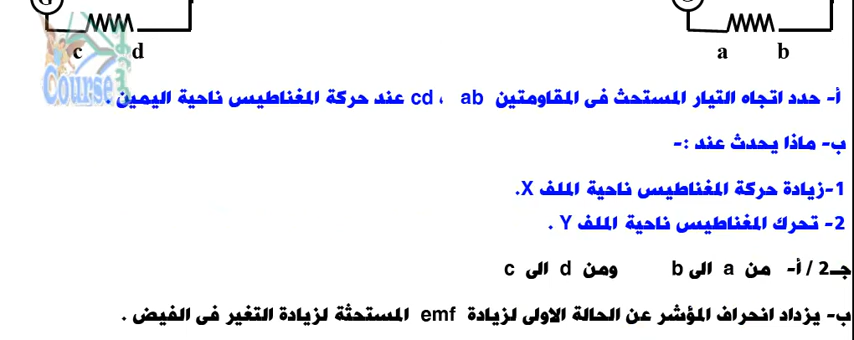 G
c d
a b
Course
أ- حدد اتجاه التيار المستحث فى المقاومتين ab ، cd عند حركة المغناطيس ناحية اليمين .
ب- ماذا يحدث عند :-
1-زيادة حركة المغناطيس ناحية الملف X.
2- تحرك المغناطيس ناحية الملف Y .
جـ2 / أ- من a الى b ومن d الى c
ب- يزداد انحراف المؤشر عن الحالة الاولى لزيادة emf المستحثة لزيادة التغير فى الفيض .